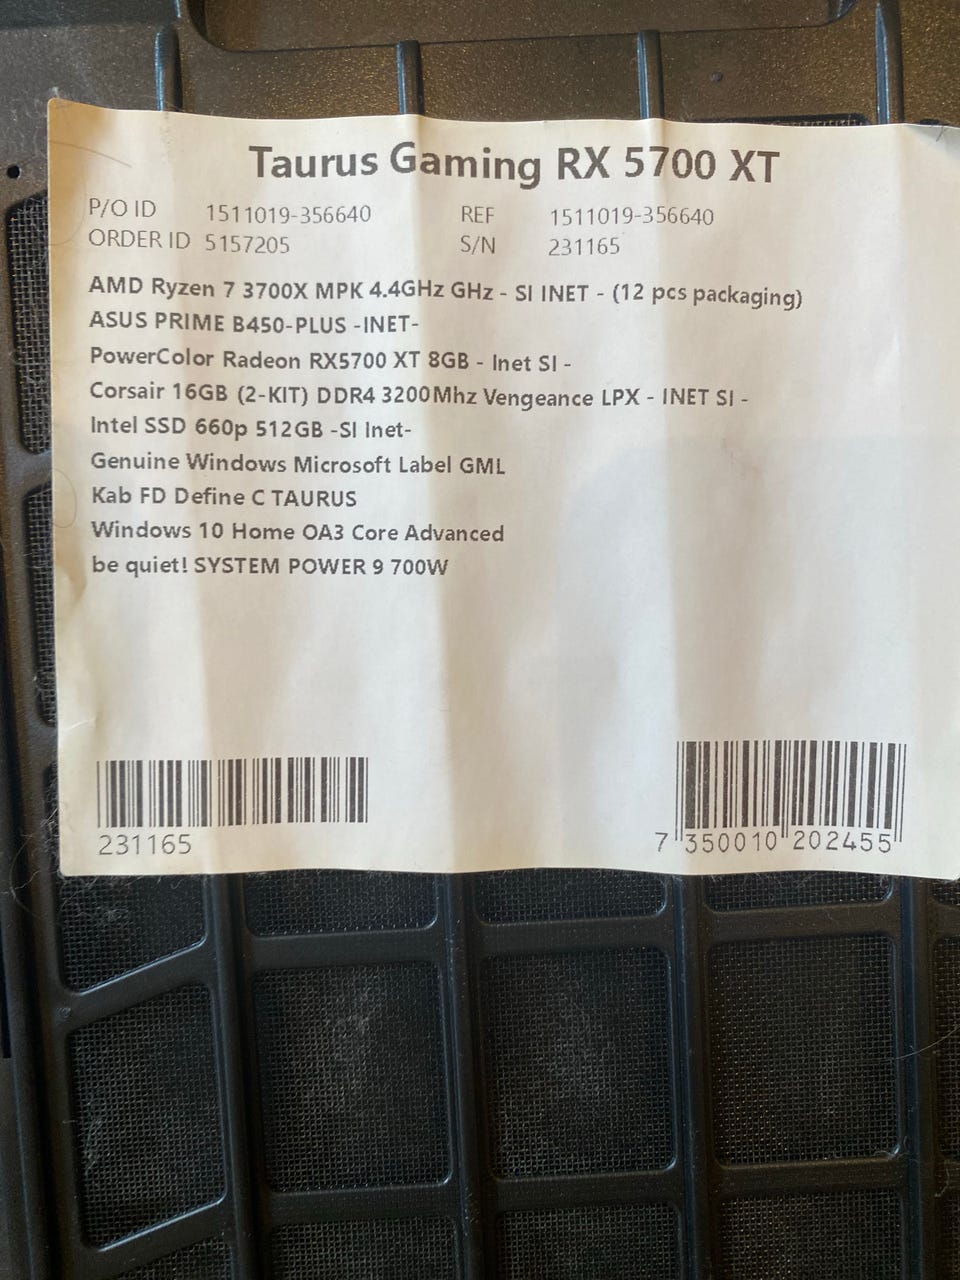 Taurus Gaming RX 5700 XT
P/O ID 1511019-356640 REF 1511019-356640
ORDER ID 5157205 S/N 231165
AMD Ryzen 7 3700X MPK 4.4GHz GHz - SI INET - (12 pcs packaging)
ASUS PRIME B450-PLUS -INET-
PowerColor Radeon RX5700 XT 8GB - Inet SI -
Corsair 16GB (2-KIT) DDR4 3200Mhz Vengeance LPX - INET SI -
Intel SSD 660p 512GB -SI Inet-
Genuine Windows Microsoft Label GML
Kab FD Define C TAURUS
Windows 10 Home OA3 Core Advanced
be quiet! SYSTEM POWER 9 700W
231165
7 350010 202455